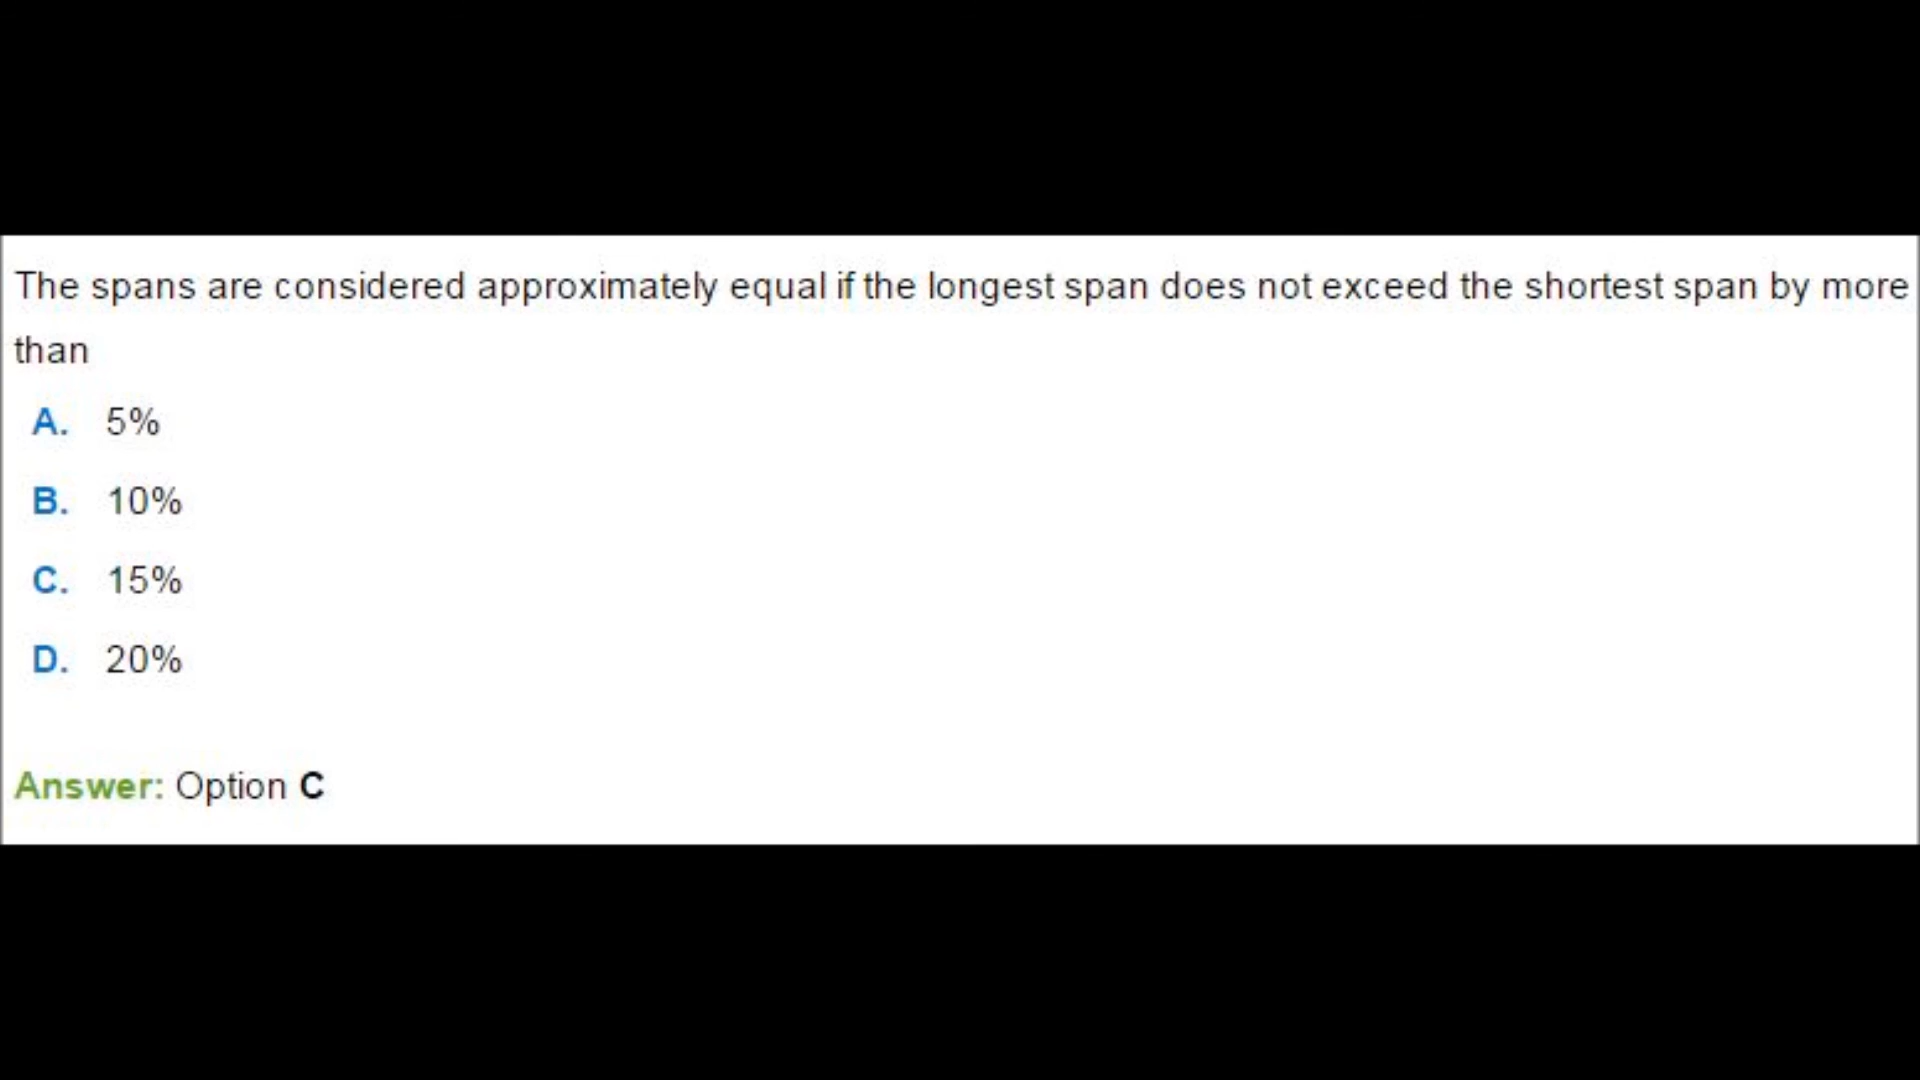 The spans are considered approximately equal if the longest span does not exceed the shortest span by more
than
A. 5%
B. 10%
C. 15%
D. 20%
Answer: Option C